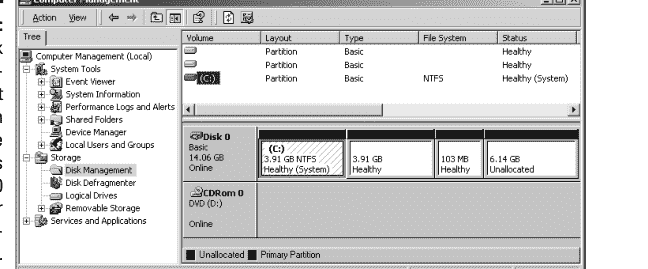 Computer Management
Action View
Tree
Computer Management (Local)
System Tools
Event Viewer
System Information
Performance Logs and Alerts
Shared Folders
Device Manager
Local Users and Groups
Storage
Disk Management
Disk Defragmenter
Logical Drives
Removable Storage
Services and Applications
Volume Layout Type File System Status
Partition Basic Healthy
Partition Basic Healthy
(C:) Partition Basic NTFS Healthy (System)
Disk 0
Basic
14.06 GB
Online
(C:)
3.91 GB NTFS
Healthy (System)
3.91 GB
Healthy
103 MB
Healthy
6.14 GB
Unallocated
CDRom 0
DVD (D:)
Online
Unallocated Primary Partition